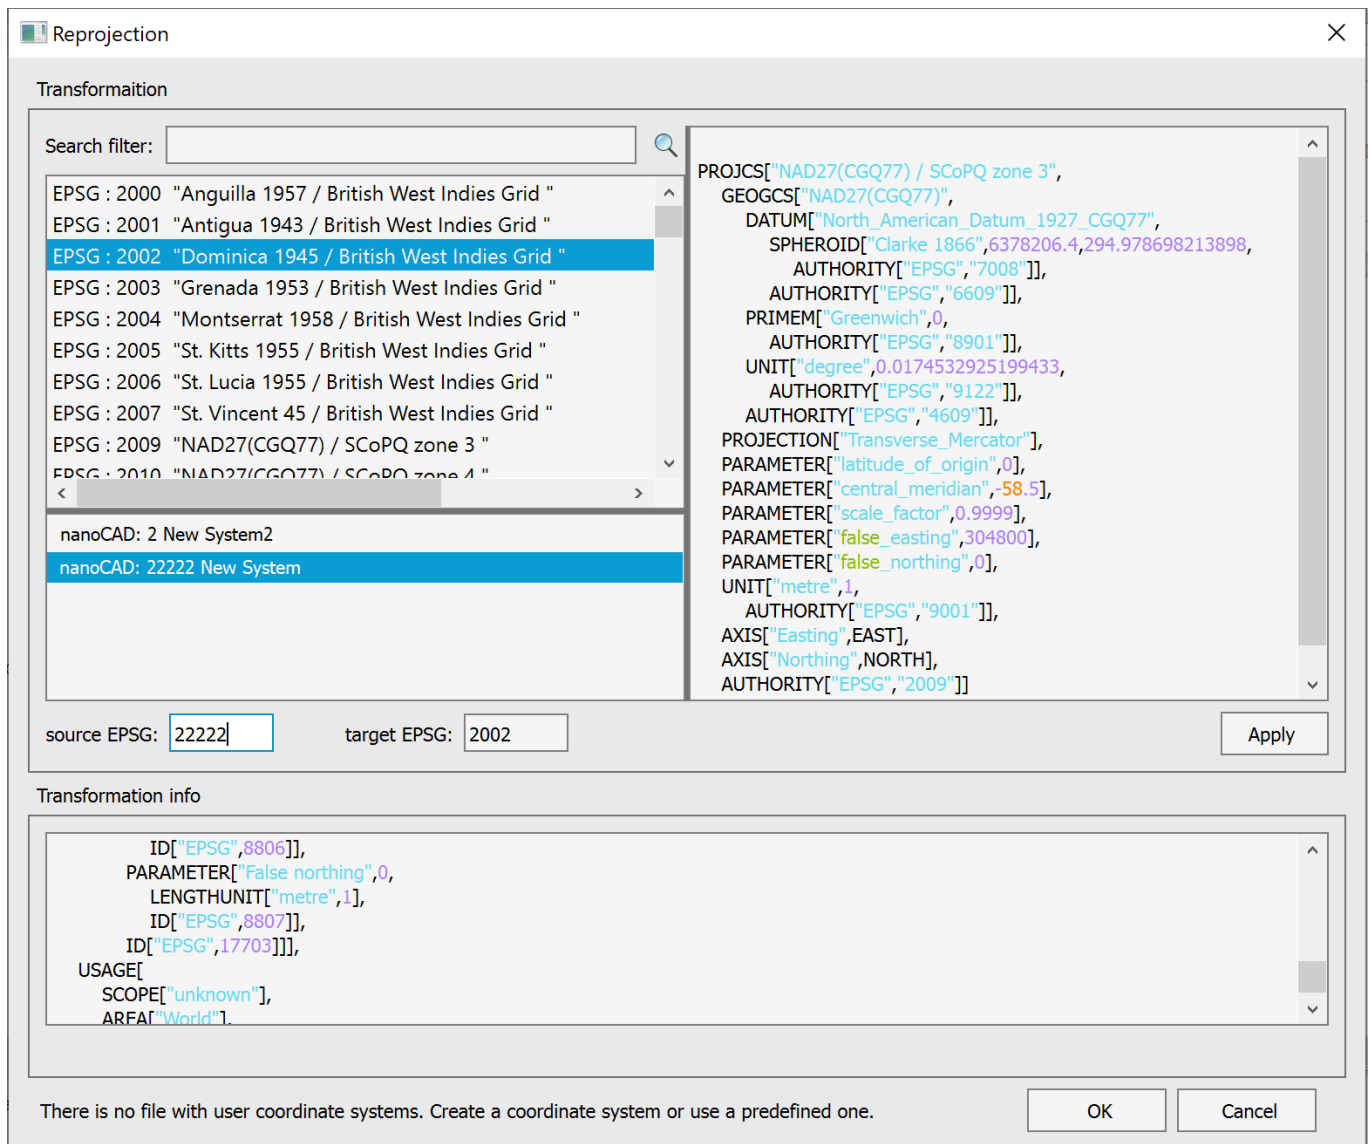 Reprojection
Transformaition
Search filter:
EPSG : 2000  "Anguilla 1957 / British West Indies Grid "
EPSG : 2001  "Antigua 1943 / British West Indies Grid "
EPSG : 2002  "Dominica 1945 / British West Indies Grid "
EPSG : 2003  "Grenada 1953 / British West Indies Grid "
EPSG : 2004  "Montserrat 1958 / British West Indies Grid "
EPSG : 2005  "St. Kitts 1955 / British West Indies Grid "
EPSG : 2006  "St. Lucia 1955 / British West Indies Grid "
EPSG : 2007  "St. Vincent 45 / British West Indies Grid "
EPSG : 2009  "NAD27(CGQ77) / SCoPQ zone 3 "
EPSG : 2010  "NAD27(CGQ77) / SCoPQ zone 4 "
nanoCAD: 2 New System2
nanoCAD: 22222 New System
PROJCS["NAD27(CGQ77) / SCoPQ zone 3",
GEOGCS["NAD27(CGQ77)",
DATUM["North_American_Datum_1927_CGQ77",
SPHEROID["Clarke 1866",6378206.4,294.978698213898,
AUTHORITY["EPSG","7008"]],
AUTHORITY["EPSG","6609"]],
PRIMEM["Greenwich",0,
AUTHORITY["EPSG","8901"]],
UNIT["degree",0.0174532925199433,
AUTHORITY["EPSG","9122"]],
AUTHORITY["EPSG","4609"]],
PROJECTION["Transverse_Mercator"],
PARAMETER["latitude_of_origin",0],
PARAMETER["central_meridian",-58.5],
PARAMETER["scale_factor",0.9999],
PARAMETER["false_easting",304800],
PARAMETER["false_northing",0],
UNIT["metre",1,
AUTHORITY["EPSG","9001"]],
AXIS["Easting",EAST],
AXIS["Northing",NORTH],
AUTHORITY["EPSG","2009"]]
source EPSG: 22222 target EPSG: 2002 Apply
Transformation info
ID["EPSG",8806]],
PARAMETER["False northing",0,
LENGTHUNIT["metre",1],
ID["EPSG",8807]],
ID["EPSG",17703]]],
USAGE[
SCOPE["unknown"],
AREA["World"],
There is no file with user coordinate systems. Create a coordinate system or use a predefined one.
OK Cancel